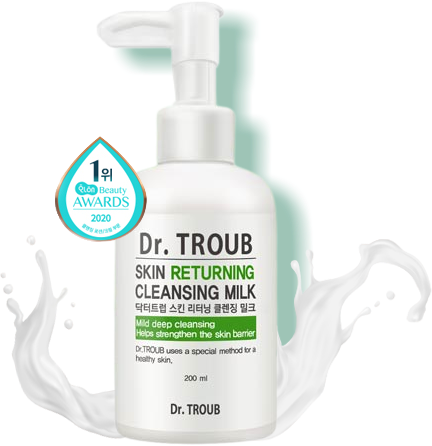 1위
Qton Beauty
AWARDS
2020
Dr. TROUB
SKIN RETURNING
CLEANSING MILK
닥터트럽 스킨 리터닝 클렌징 밀크
Mild deep cleansing
Helps strengthen the skin barrier
Dr.TROUB uses a special method for a
healthy skin.
200 ml
Dr. TROUB